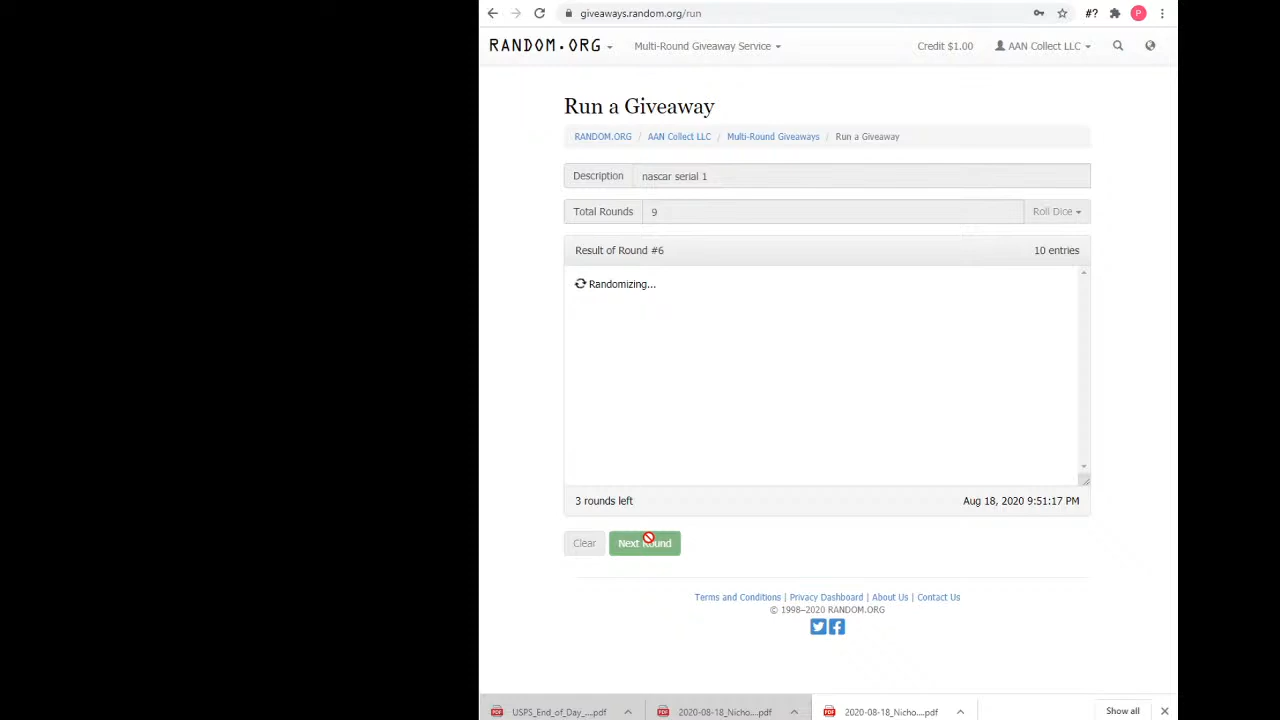 giveaways.random.org/run
#?
P
RANDOM.ORG Multi-Round Giveaway Service Credit $1.00 AAN Collect LLC
Run a Giveaway
RANDOM.ORG / AAN Collect LLC / Multi-Round Giveaways / Run a Giveaway
Description nascar serial 1
Total Rounds 9 Roll Dice
Result of Round #6 10 entries
Randomizing...
3 rounds left Aug 18, 2020 9:51:17 PM
Clear Next Round
Terms and Conditions | Privacy Dashboard | About Us | Contact Us
© 1998–2020 RANDOM.ORG
USPS_End_of_Day_....pdf 2020-08-18_Nicho....pdf 2020-08-18_Nicho....pdf Show all